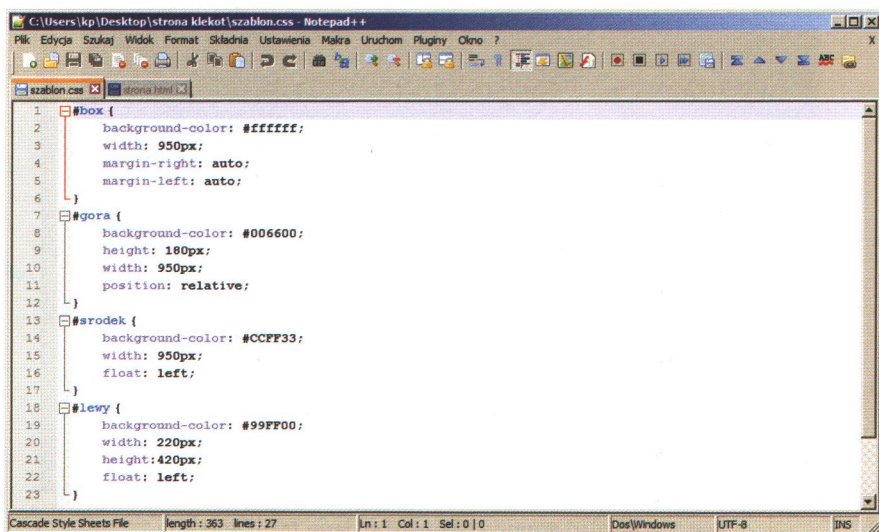 C:\Users\kp\Desktop\strona klekot\szablon.css - Notepad++
Plik Edycja Szukaj Widok Format Składnia Ustawienia Makra Uruchom Pluginy Okno ? X
szablon.css strona html
1 #box {
2 background-color: #ffffff;
3 width: 950px;
4 margin-right: auto;
5 margin-left: auto;
6 }
7 #gora {
8 background-color: #006600;
9 height: 180px;
10 width: 950px;
11 position: relative;
12 }
13 #srodek {
14 background-color: #CCFF33;
15 width: 950px;
16 float: left;
17 }
18 #lewy {
19 background-color: #99FF00;
20 width: 220px;
21 height:420px;
22 float: left;
23 }
Cascade Style Sheets File length : 363 lines : 27 Ln : 1 Col : 1 Sel : 0 | 0 Dos\Windows UTF-8 INS